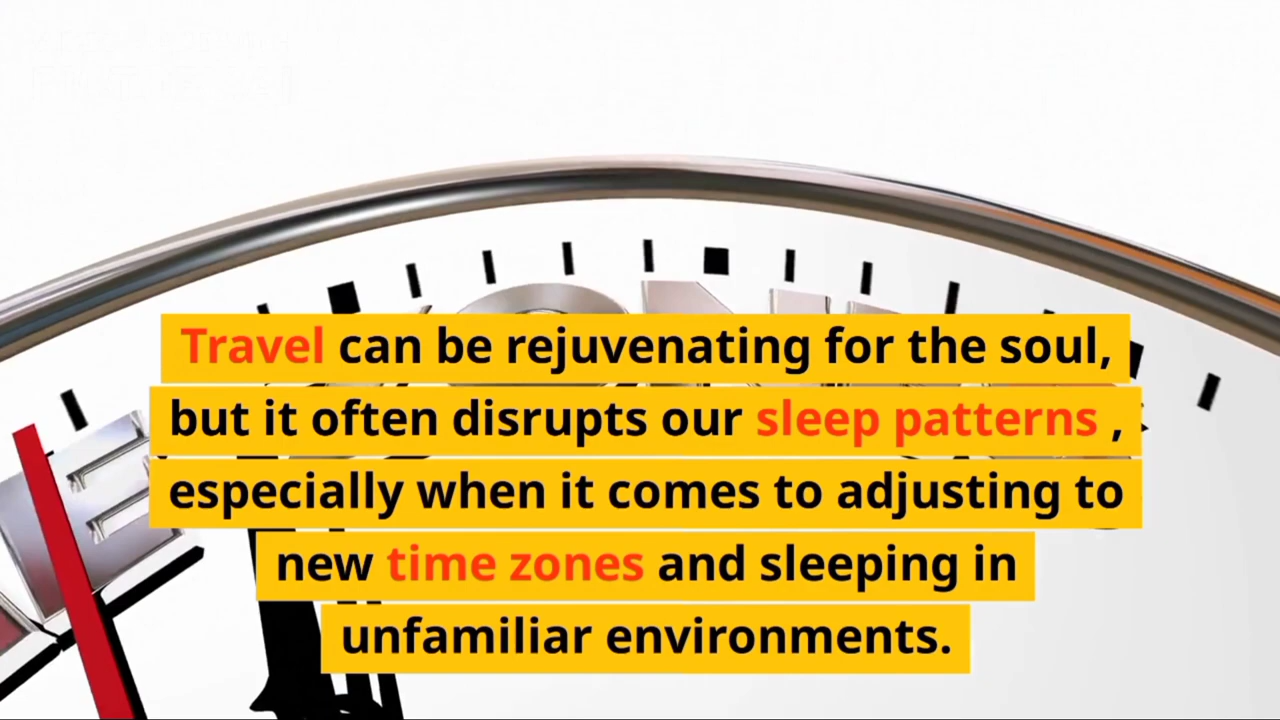 Travel can be rejuvenating for the soul,
but it often disrupts our sleep patterns ,
especially when it comes to adjusting to
new time zones and sleeping in
unfamiliar environments.